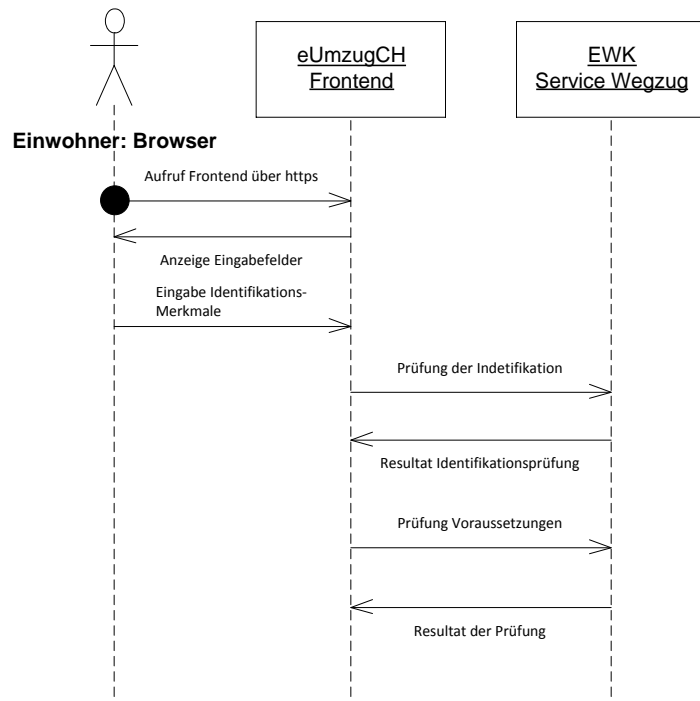 eUmzugCH
Frontend
EWK
Service Wegzug
Einwohner: Browser
Aufruf Frontend über https
Anzeige Eingabefelder
Eingabe Identifikations-
Merkmale
Prüfung der Indetifikation
Resultat Identifikationsprüfung
Prüfung Voraussetzungen
Resultat der Prüfung